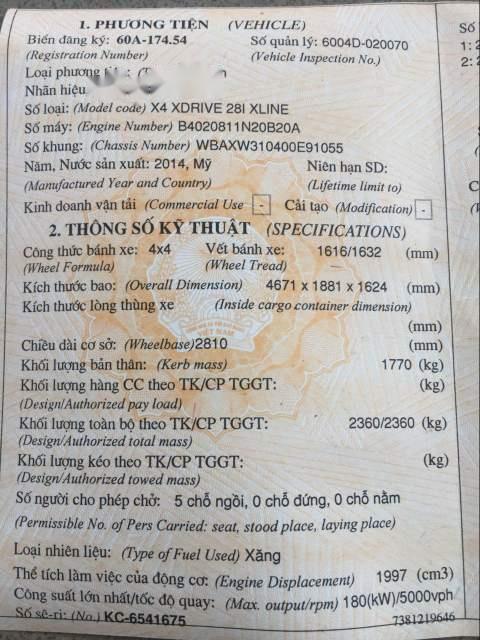 1. PHƯƠNG TIỆN (VEHICLE)
Biển đăng ký: 60A-174.54 Số quản lý: 6004D-020070
(Registration Number) (Vehicle Inspection No.)
Loại phương
Nhãn hiệu
Số loại: (Model code) X4 XDRIVE 28I XLINE
Số máy: (Engine Number) B4020811N20B20A
Số khung: (Chassis Number) WBAXW310400E91055
Năm, Nước sản xuất: 2014, Mỹ Niên hạn SD:
(Manufactured Year and Country) (Lifetime limit to)
Kinh doanh vận tải (Commercial Use - Cải tạo (Modification) -
2. THÔNG SỐ KỸ THUẬT (SPECIFICATIONS)
Công thức bánh xe: 4x4 Vết bánh xe: 1616/1632 (mm)
(Wheel Formula) (Wheel Tread)
Kích thước bao: (Overall Dimension) 4671 x 1881 x 1624 (mm)
Kích thước lòng thùng xe (Inside cargo container dimension)
(mm)
Chiều dài cơ sở: (Wheelbase) 2810 (mm)
Khối lượng bản thân: (Kerb mass) 1770 (kg)
Khối lượng hàng CC theo TK/CP TGGT: (kg)
(Design/Authorized pay load)
Khối lượng toàn bộ theo TK/CP TGGT: 2360/2360 (kg)
(Design/Authorized total mass)
Khối lượng kéo theo TK/CP TGGT: (kg)
(Design/Authorized towed mass)
Số người cho phép chở: 5 chỗ ngồi, 0 chỗ đứng, 0 chỗ nằm
(Permissible No. of Pers Carried: seat, stood place, laying place)
Loại nhiên liệu: (Type of Fuel Used) Xăng
Thể tích làm việc của động cơ: (Engine Displacement) 1997 (cm3)
Công suất lớn nhất/tốc độ quay: (Max. output/rpm) 180(kW)/5000vph
Số sê-ri: (No.) KC-6541675 7381219646
Số
1: 2
2: 2